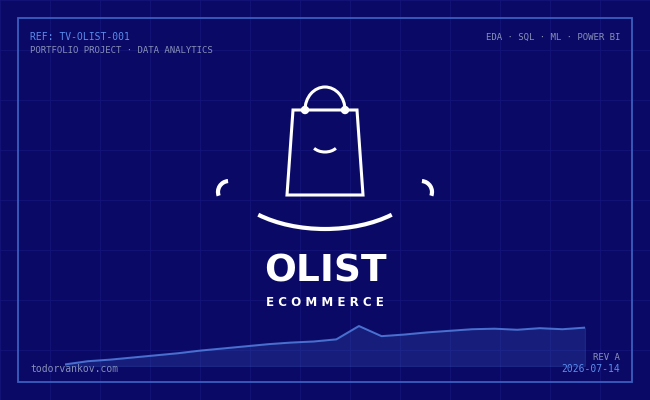 REF: TV-OLIST-001
PORTFOLIO PROJECT · DATA ANALYTICS
EDA · SQL · ML · POWER BI
OLIST
ECOMMERCE
REV A
todorvankov.com
2026-07-14